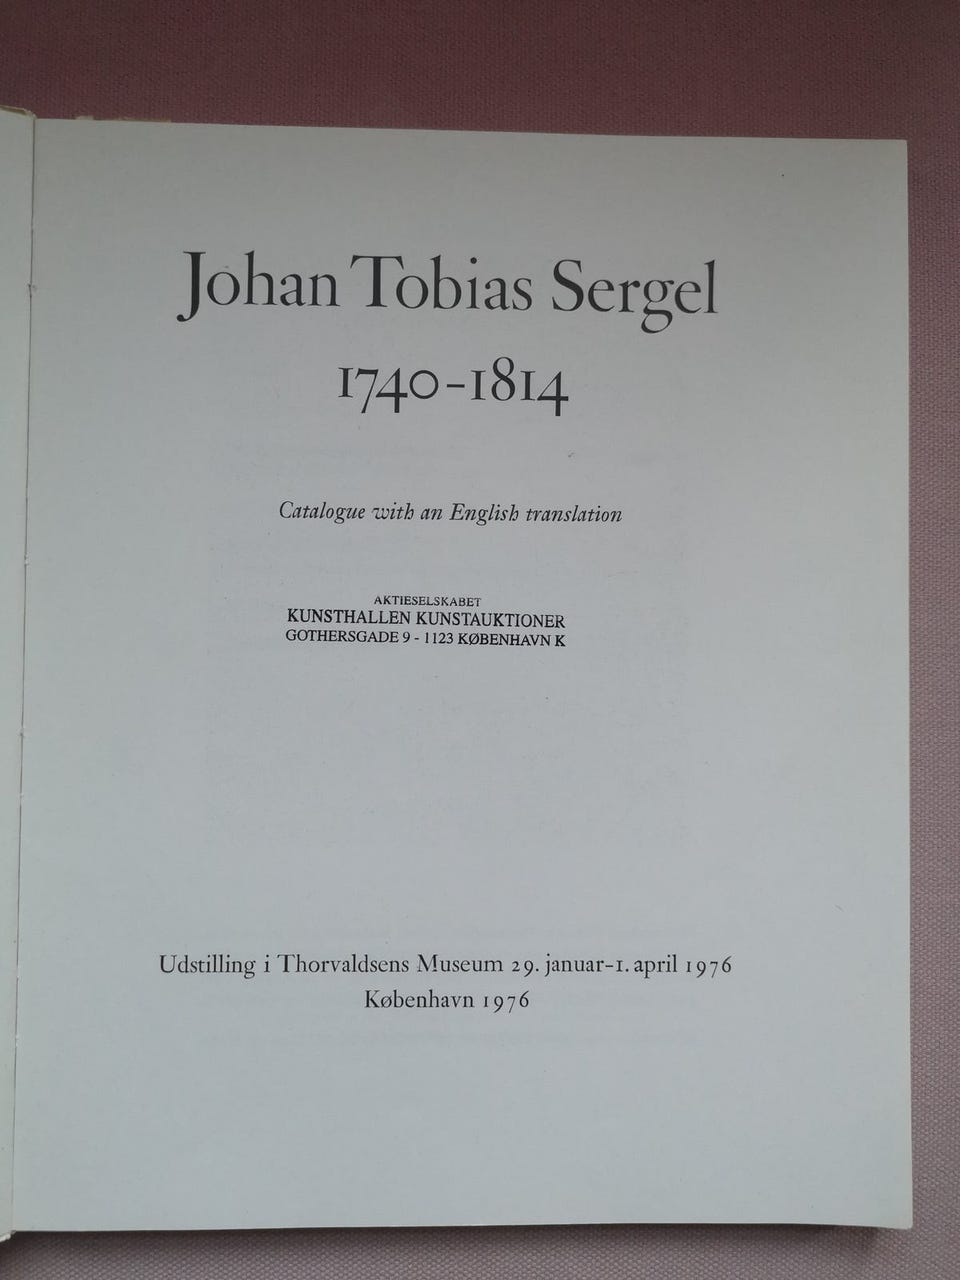 Johan Tobias Sergel
1740-1814
Catalogue with an English translation
AKTIESELSKABET
KUNSTHALLEN KUNSTAUKTIONER
GOTHERSGADE 9 - 1123 KØBENHAVN K
Udstilling i Thorvaldsens Museum 29. januar-1. april 1976
København 1976